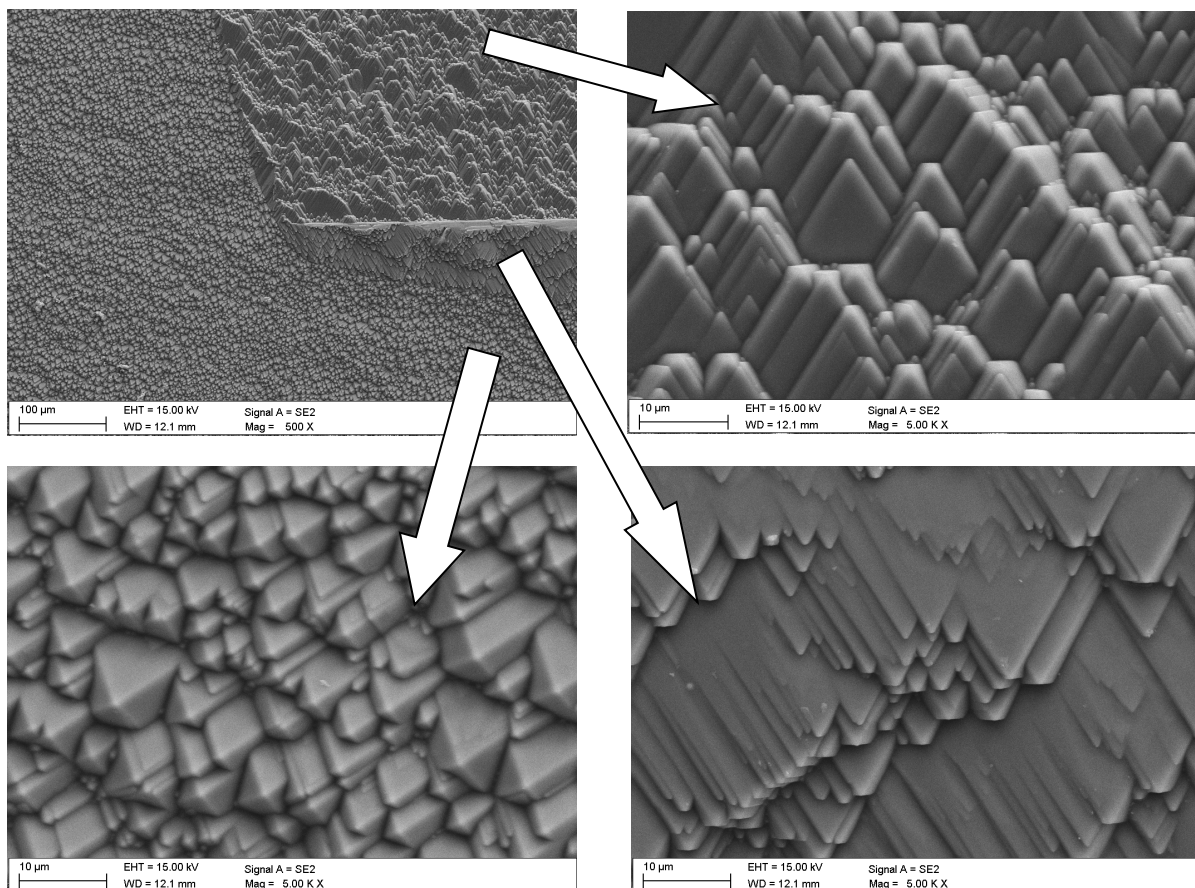 100 µm
EHT = 15.00 kV
Signal A = SE2
WD = 12.1 mm
Mag = 500 X
10 µm
EHT = 15.00 kV
Signal A = SE2
WD = 12.1 mm
Mag = 5.00 K X
10 µm
EHT = 15.00 kV
Signal A = SE2
WD = 12.1 mm
Mag = 5.00 K X
10 µm
EHT = 15.00 kV
Signal A = SE2
WD = 12.1 mm
Mag = 5.00 K X